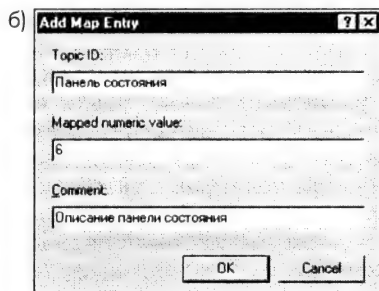 б)
Add Map Entry
Topic ID:
Панель состояния
Mapped numeric value:
6
Comment:
Описание панели состояния
OK Cancel